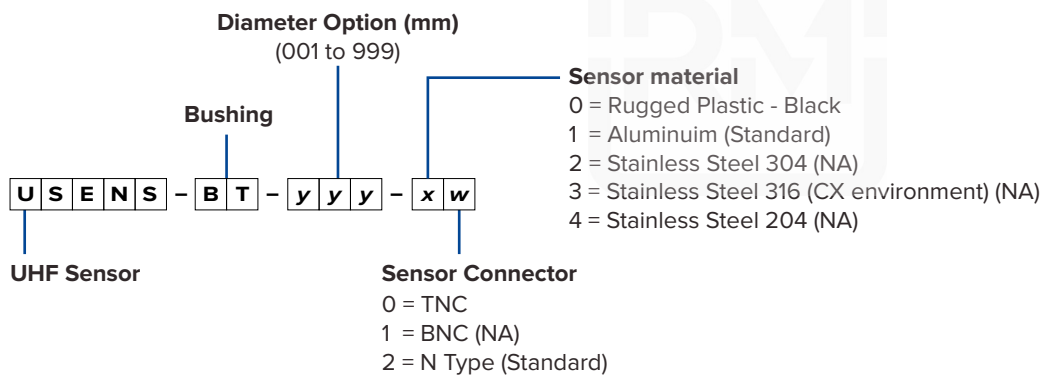 Diameter Option (mm)
(001 to 999)
Sensor material
0 = Rugged Plastic - Black
1 = Aluminuim (Standard)
2 = Stainless Steel 304 (NA)
3 = Stainless Steel 316 (CX environment) (NA)
4 = Stainless Steel 204 (NA)
Bushing
U S E N S – B T – y y y – x w
UHF Sensor
Sensor Connector
0 = TNC
1 = BNC (NA)
2 = N Type (Standard)